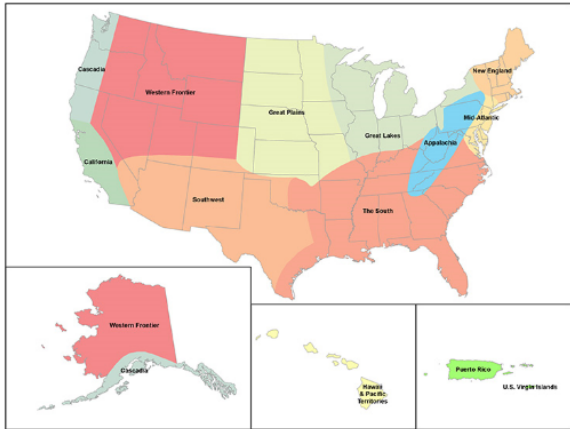 New England
Cascadia
Western Frontier
Great Plains
Mid-Atlantic
Great Lakes
Appalachia
California
Southwest
The South
Western Frontier
Cascadia
Hawaii
& Pacific
Territories
Puerto Rico
U.S. Virgin Islands